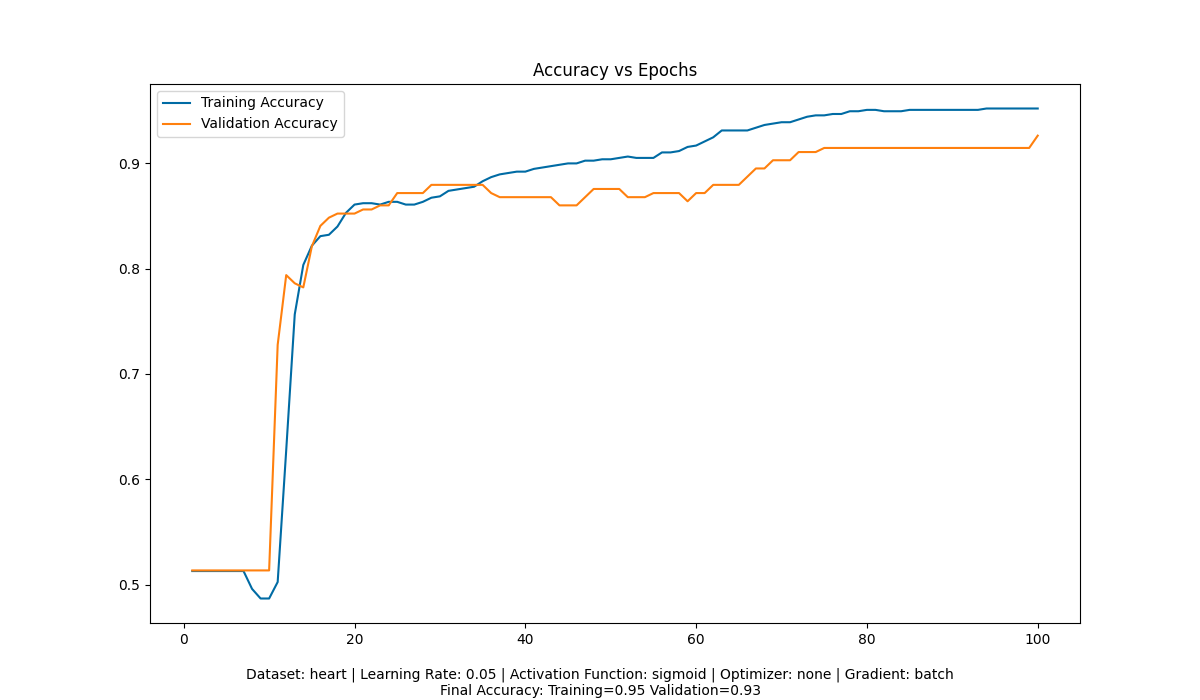 Accuracy vs Epochs
Training Accuracy
Validation Accuracy
0.9
0.8
0.7
0.6
0.5
0 20 40 60 80 100
Dataset: heart | Learning Rate: 0.05 | Activation Function: sigmoid | Optimizer: none | Gradient: batch
Final Accuracy: Training=0.95 Validation=0.93